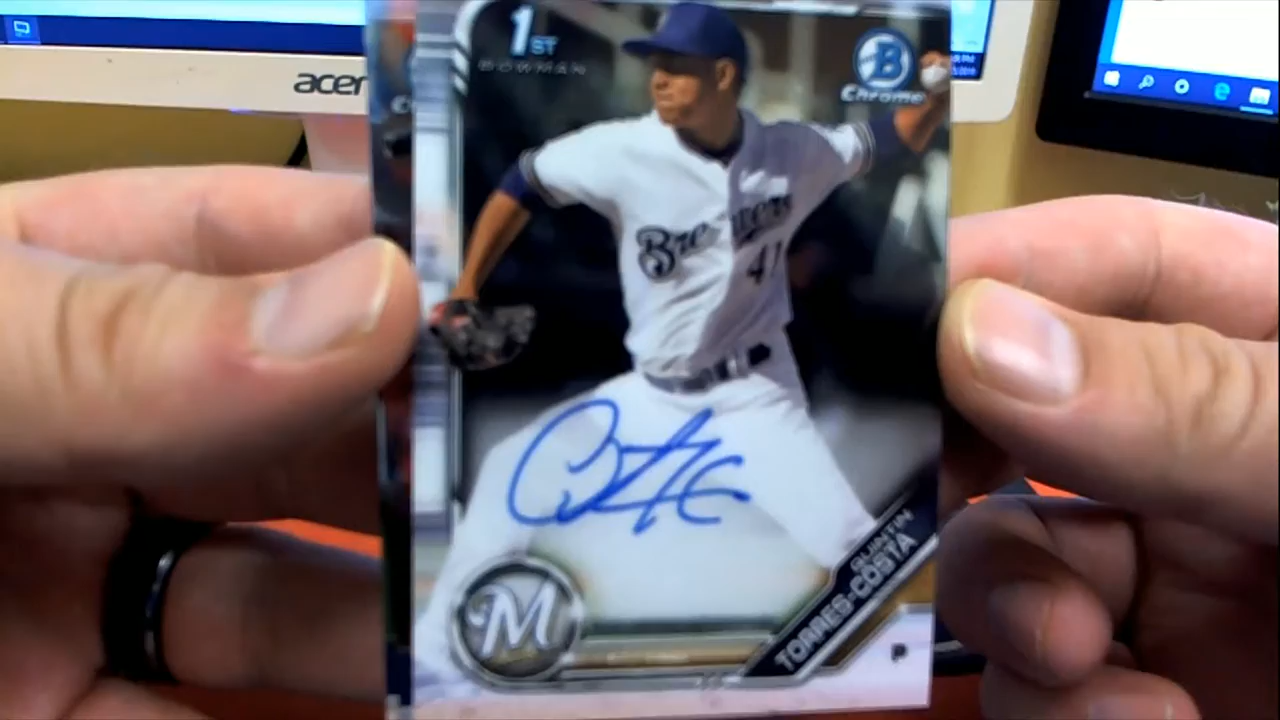 acer
1ST
BOWMAN
B
Chrome
Brewers
41
M
QUINTIN
TORRES-COSTA
P